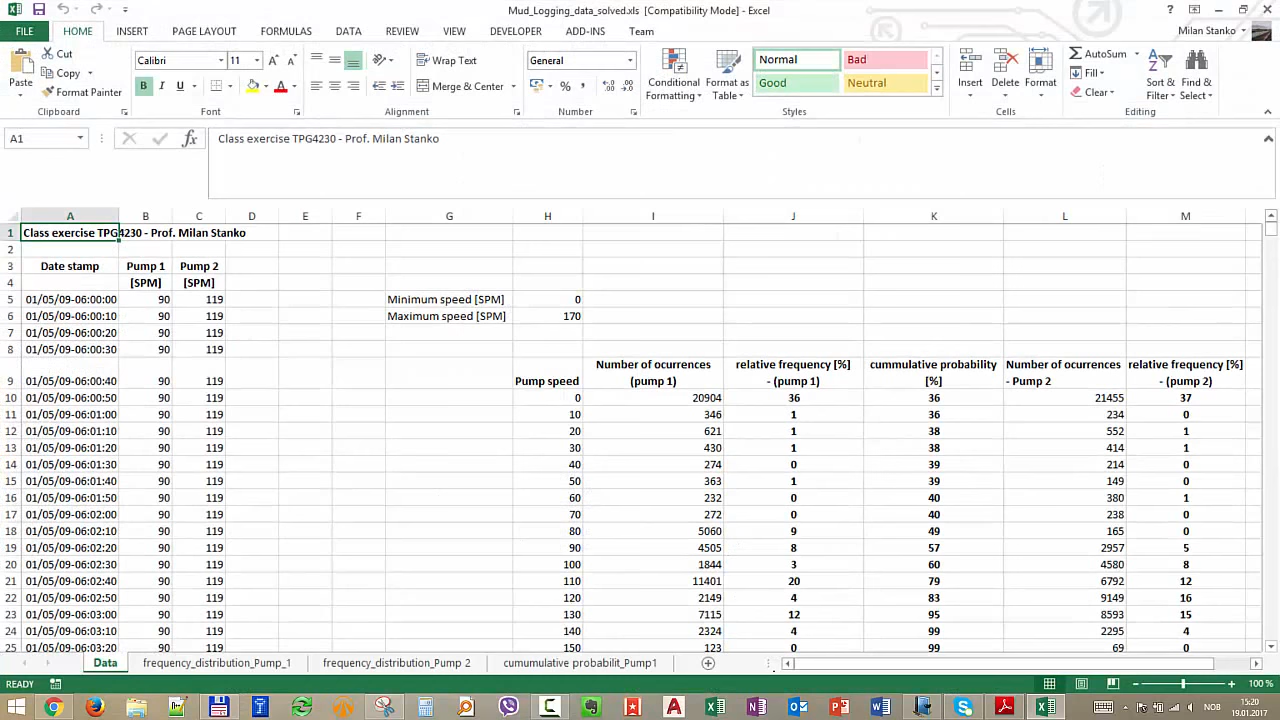 Mud_Logging_data_solved.xls [Compatibility Mode] - Excel
FILE HOME INSERT PAGE LAYOUT FORMULAS DATA REVIEW VIEW DEVELOPER ADD-INS Team Milan Stanko
Cut
Copy
Format Painter
Paste
Clipboard
Calibri 11
B U A
Font
Wrap Text
Merge & Center
Alignment
General
%
Number
Conditional Formatting
Format as Table
Normal Bad
Good Neutral
Styles
Insert Delete Format
Cells
AutoSum
Fill
Clear
Sort & Filter
Find & Select
Editing
A1 fx Class exercise TPG4230 - Prof. Milan Stanko
A B C D E F G H I J K L M
1 Class exercise TPG4230 - Prof. Milan Stanko
2
3 Date stamp Pump 1 Pump 2
4 [SPM] [SPM]
5 01/05/09-06:00:00 90 119 Minimum speed [SPM] 0
6 01/05/09-06:00:10 90 119 Maximum speed [SPM] 170
7 01/05/09-06:00:20 90 119
8 01/05/09-06:00:30 90 119
Number of ocurrences relative frequency [%] cummulative probability Number of ocurrences relative frequency [%]
9 01/05/09-06:00:40 90 119 Pump speed (pump 1) - (pump 1) [%] - Pump 2 - (pump 2)
10 01/05/09-06:00:50 90 119 0 20904 36 36 21455 37
11 01/05/09-06:01:00 90 119 10 346 1 36 234 0
12 01/05/09-06:01:10 90 119 20 621 1 38 552 1
13 01/05/09-06:01:20 90 119 30 430 1 38 414 1
14 01/05/09-06:01:30 90 119 40 274 0 39 214 0
15 01/05/09-06:01:40 90 119 50 363 1 39 149 0
16 01/05/09-06:01:50 90 119 60 232 0 40 380 1
17 01/05/09-06:02:00 90 119 70 272 0 40 238 0
18 01/05/09-06:02:10 90 119 80 5060 9 49 165 0
19 01/05/09-06:02:20 90 119 90 4505 8 57 2957 5
20 01/05/09-06:02:30 90 119 100 1844 3 60 4580 8
21 01/05/09-06:02:40 90 119 110 11401 20 79 6792 12
22 01/05/09-06:02:50 90 119 120 2149 4 83 9149 16
23 01/05/09-06:03:00 90 119 130 7115 12 95 8593 15
24 01/05/09-06:03:10 90 119 140 2324 4 99 2295 4
25 01/05/09-06:03:20 90 119 150 123 0 99 69 0
Data frequency_distribution_Pump_1 frequency_distribution_Pump 2 cumumulative probabilit_Pump1
READY 100 %
NOB 15:20
19.01.2017